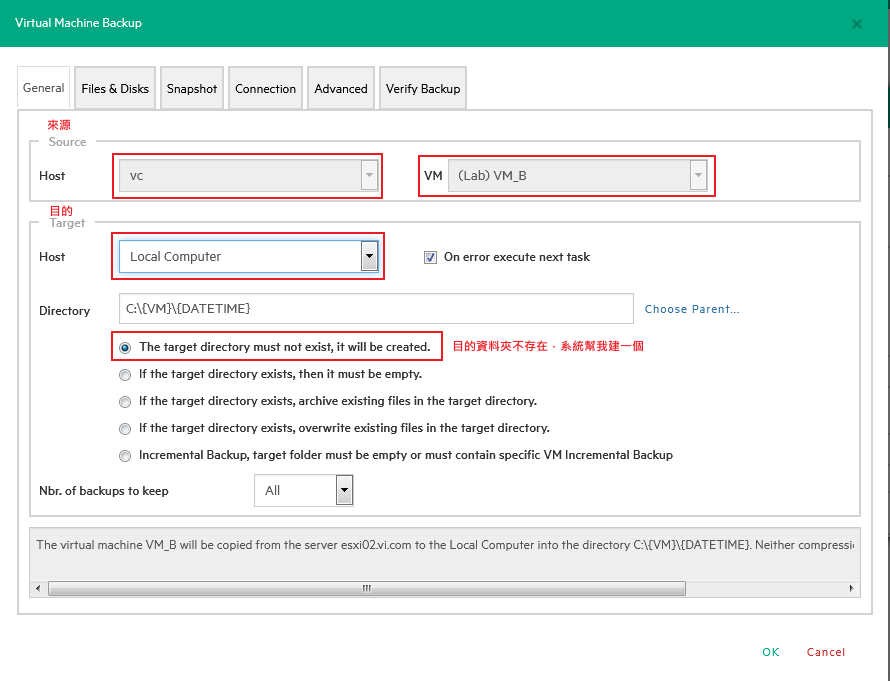 Virtual Machine Backup
General Files & Disks Snapshot Connection Advanced Verify Backup
來源
Source
Host vc VM (Lab) VM_B
目的
Target
Host Local Computer On error execute next task
Directory C:\{VM}\{DATETIME} Choose Parent...
The target directory must not exist, it will be created. 目的資料夾不存在，系統幫我建一個
If the target directory exists, then it must be empty.
If the target directory exists, archive existing files in the target directory.
If the target directory exists, overwrite existing files in the target directory.
Incremental Backup, target folder must be empty or must contain specific VM Incremental Backup
Nbr. of backups to keep All
The virtual machine VM_B will be copied from the server esxi02.vi.com to the Local Computer into the directory C:\{VM}\{DATETIME}. Neither compressi
OK Cancel